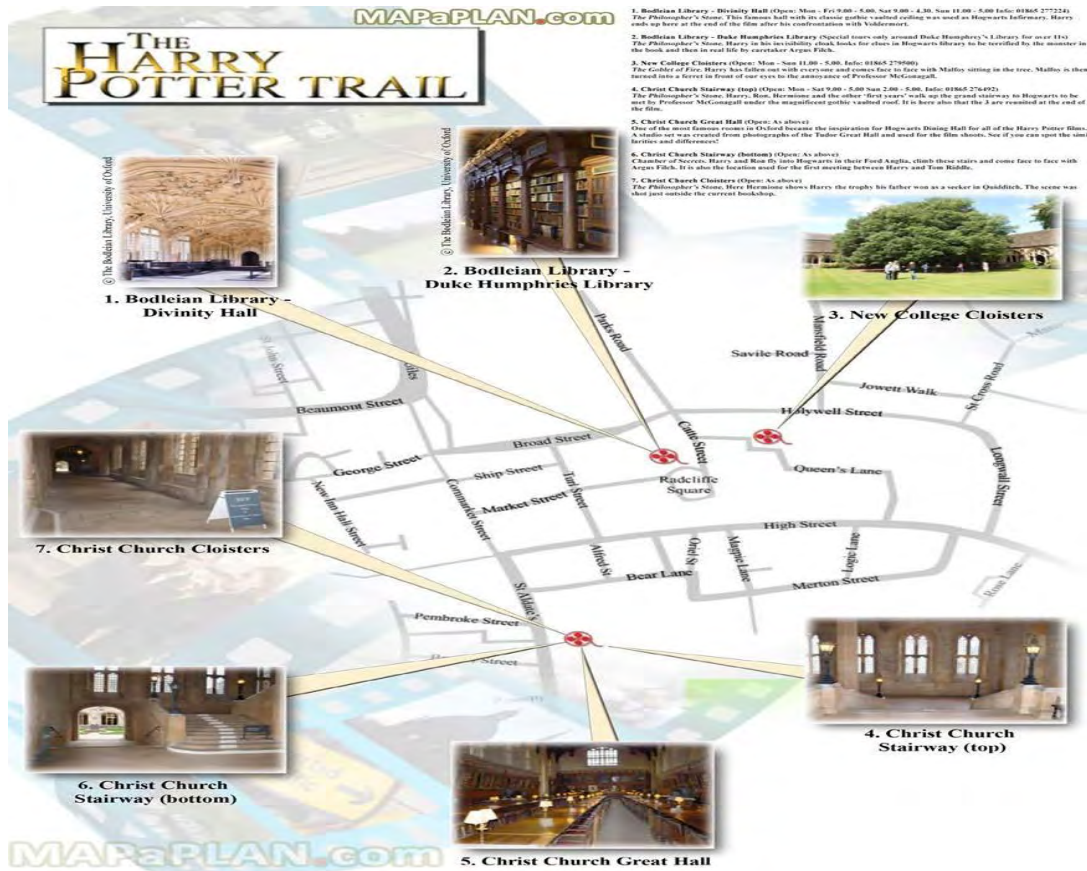 MAPaPLAN.com
THE
HARRY
POTTER TRAIL
1. Bodleian Library - Divinity Hall (Open: Mon - Fri 9.00 - 5.00, Sat 9.00 - 4.30, Sun 11.00 - 5.00 Info: 01865 277224)
The Philosopher's Stone. This famous hall with its classic gothic vaulted ceiling was used as Hogwarts Infirmary. Harry
ends up here at the end of the film after his confrontation with Voldermort.
2. Bodleian Library - Duke Humphries Library (Special tours only around Duke Humphrey's Library for over 11s)
The Philosopher's Stone. Harry in his invisibility cloak looks for clues in Hogwarts library to be terrified by the monster in
the book and then in real life by caretaker Argus Filch.
3. New College Cloisters (Open: Mon - Sun 11.00 - 5.00. Info: 01865 279500)
The Goblet of Fire. Harry has fallen out with everyone and comes face to face with Malfoy sitting in the tree. Malfoy is then
turned into a ferret in front of our eyes to the annoyance of Professor McGonagall.
4. Christ Church Stairway (top) (Open: Mon - Sat 9.00 - 5.00 Sun 2.00 - 5.00. Info: 01865 276492)
The Philosopher's Stone. Harry, Ron, Hermione and the other 'first years' walk up the grand stairway to Hogwarts to be
met by Professor McGonagall under the magnificent gothic vaulted roof. It is here also that the 3 are reunited at the end of
the film.
5. Christ Church Great Hall (Open: As above)
One of the most famous rooms in Oxford became the inspiration for Hogwarts Dining Hall for all of the Harry Potter films.
A studio set was created from photographs of the Tudor Great Hall and used for the film shoots. See if you can spot the simi
larities and differences!
6. Christ Church Stairway (bottom) (Open: As above)
Chamber of Secrets. Harry and Ron fly into Hogwarts in their Ford Anglia, climb these stairs and come face to face with
Argus Filch. It is also the location used for the first meeting between Harry and Tom Riddle.
7. Christ Church Cloisters (Open: As above)
The Philosopher's Stone. Here Hermione shows Harry the trophy his father won as a seeker in Quidditch. The scene was
shot just outside the current bookshop.
© The Bodleian Library, University of Oxford
© The Bodleian Library, University of Oxford
1. Bodleian Library -
Divinity Hall
2. Bodleian Library -
Duke Humphries Library
3. New College Cloisters
Parks Road
Mansfield Road
Savile Road
St John Street
Giles
Jowett Walk
St Cross Road
Beaumont Street
Holywell Street
Broad Street
Catte Street
George Street
Ship Street
Queen's Lane
Longwall Street
Radcliffe
Square
New Inn Hall Street
Cornmarket Street
Market Street
Turl Street
High Street
7. Christ Church Cloisters
Alfred St
Oriel St
Magpie Lane
Logic Lane
Bear Lane
Merton Street
Rose Lane
St Aldate's
Pembroke Street
Street
4. Christ Church
Stairway (top)
6. Christ Church
Stairway (bottom)
5. Christ Church Great Hall
MAPaPLAN.com